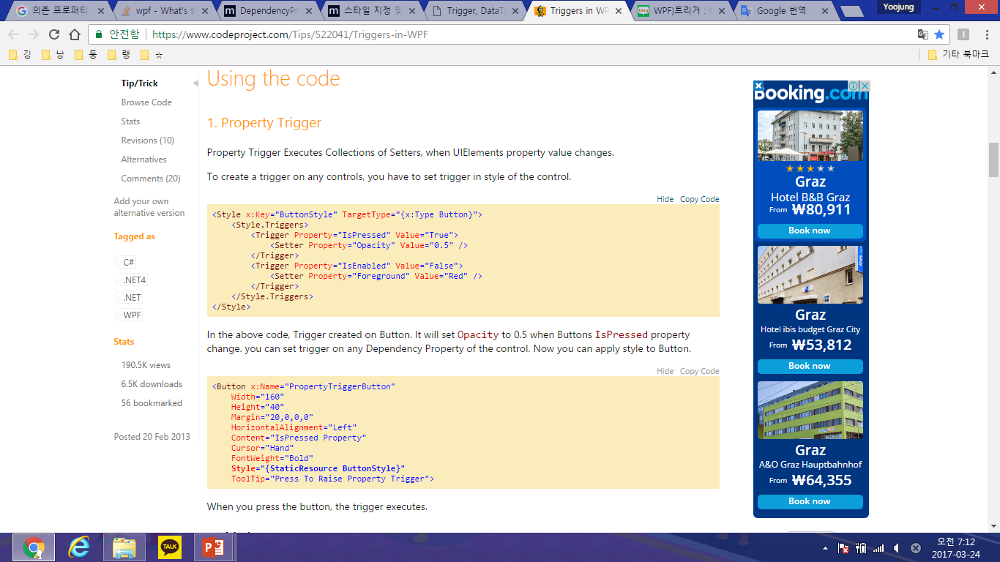 의존 프로퍼티
wpf - What's th
DependencyPr
스타일 지정 및
Trigger, DataT
Triggers in WP
WPF)트리거 : 니
Google 번역
Yoojung
안전함
https://www.codeproject.com/Tips/522041/Triggers-in-WPF
깅
낭
둥
랭
☆
기타 북마크
Tip/Trick
Browse Code
Stats
Revisions (10)
Alternatives
Comments (20)
Add your own
alternative version
Tagged as
C#
.NET4
.NET
WPF
Stats
190.5K views
6.5K downloads
56 bookmarked
Posted 20 Feb 2013
Using the code
1. Property Trigger
Property Trigger Executes Collections of Setters, when UIElements property value changes.
To create a trigger on any controls, you have to set trigger in style of the control.
Hide Copy Code
<Style x:Key="ButtonStyle" TargetType="{x:Type Button}">
<Style.Triggers>
<Trigger Property="IsPressed" Value="True">
<Setter Property="Opacity" Value="0.5" />
</Trigger>
<Trigger Property="IsEnabled" Value="False">
<Setter Property="Foreground" Value="Red" />
</Trigger>
</Style.Triggers>
</Style>
In the above code, Trigger created on Button. It will set Opacity to 0.5 when Buttons IsPressed property
change. you can set trigger on any Dependency Property of the control. Now you can apply style to Button.
Hide Copy Code
<Button x:Name="PropertyTriggerButton"
Width="160"
Height="40"
Margin="20,0,0,0"
HorizontalAlignment="Left"
Content="IsPressed Property"
Cursor="Hand"
FontWeight="Bold"
Style="{StaticResource ButtonStyle}"
ToolTip="Press To Raise Property Trigger">
When you press the button, the trigger executes.
Booking.com
Graz
Hotel B&B Graz
From ₩80,911
Book now
Graz
Hotel ibis budget Graz City
From ₩53,812
Book now
Graz
A&O Graz Hauptbahnhof
From ₩64,355
Book now
TALK
오전 7:12
2017-03-24